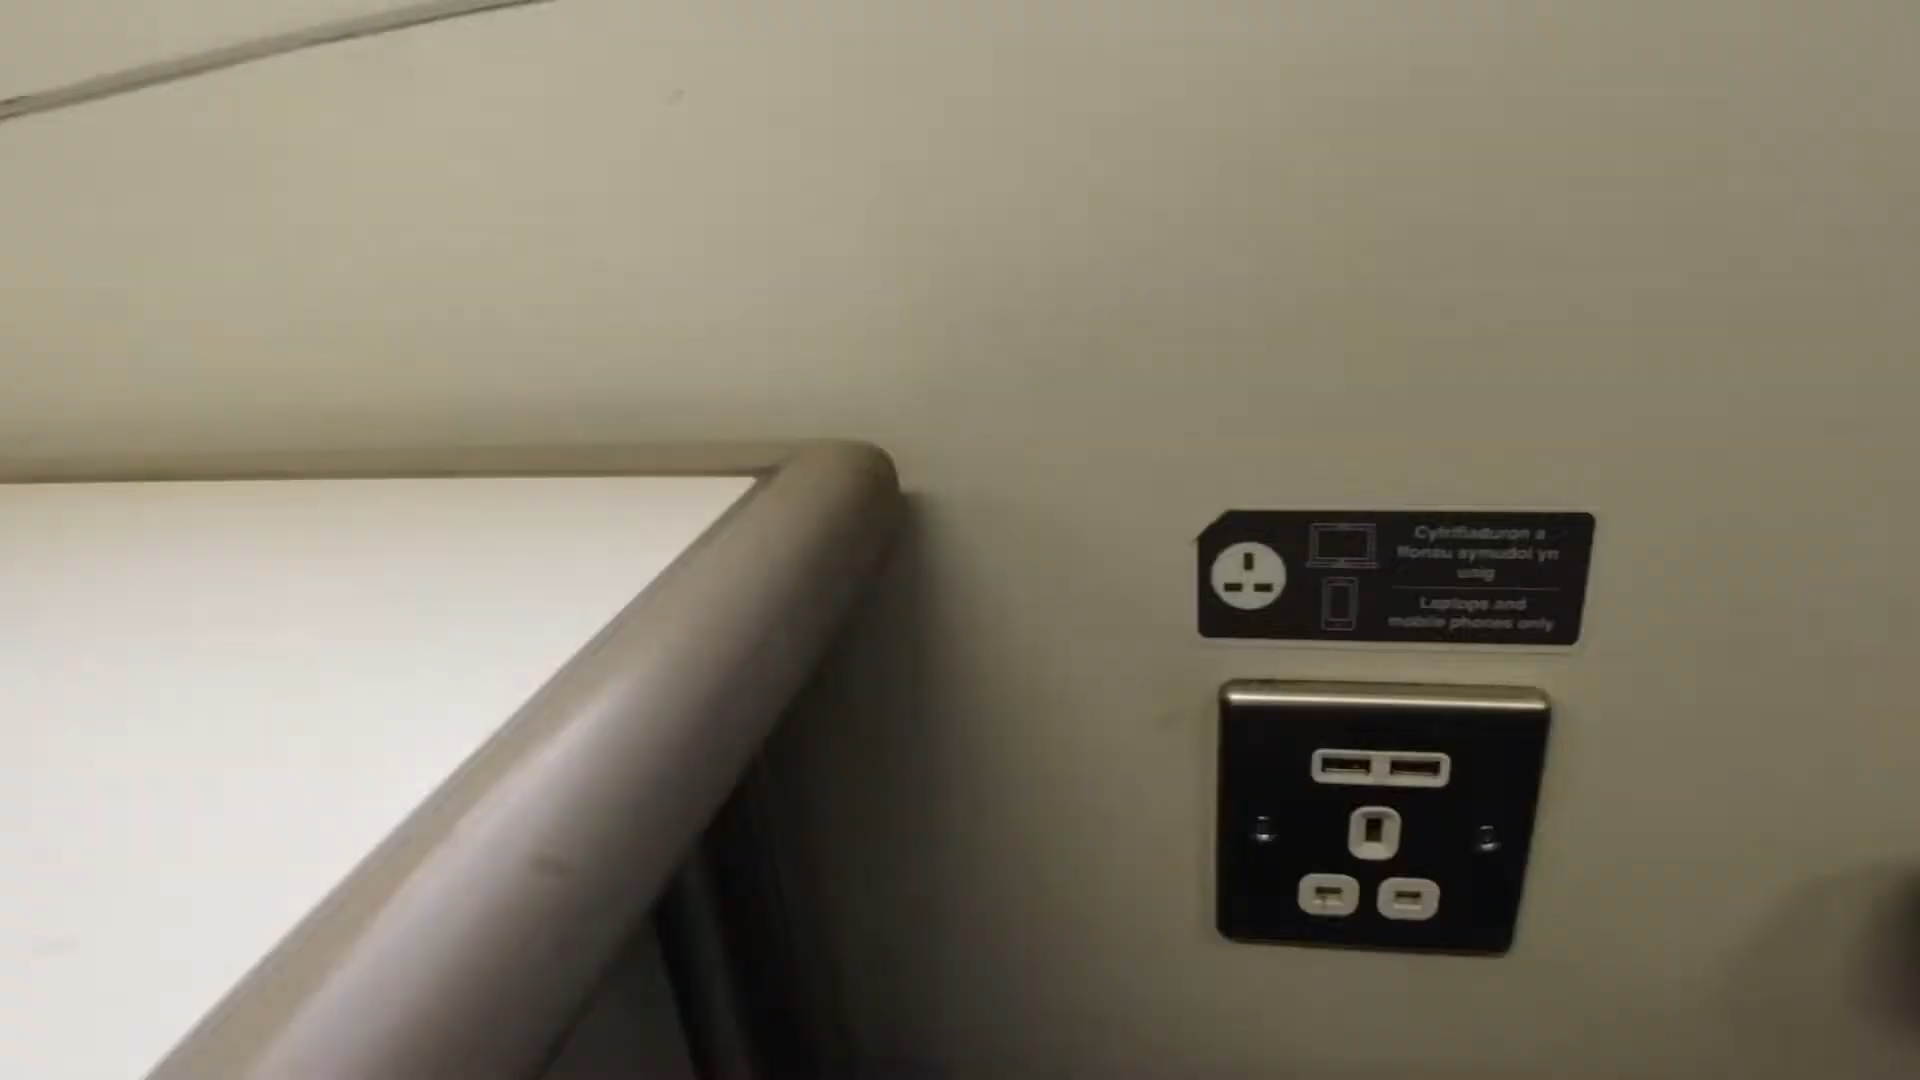 Cyfrifiaduron a
ffonau symudol yn
unig
Laptops and
mobile phones only